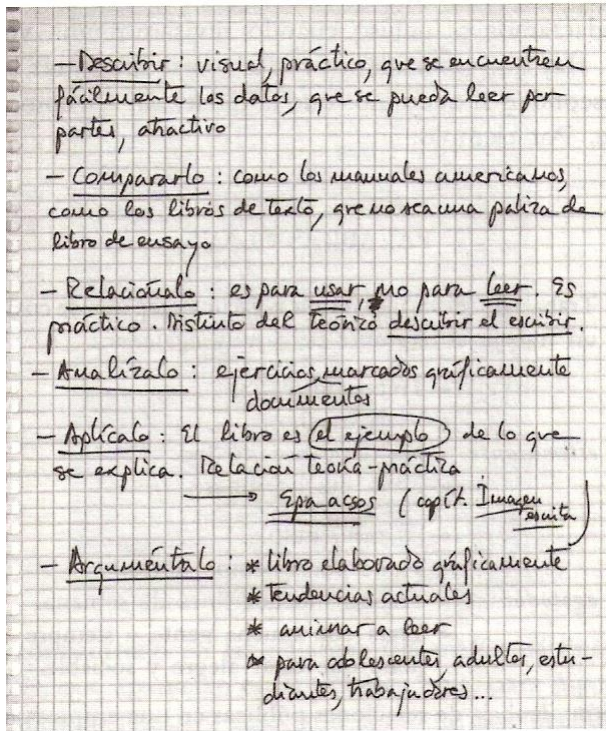 - Describir: visual, práctico, que se encuentren
fácilmente los datos, que se pueda leer por
partes, atractivo
- Compararlo: como los manuales americanos,
como los libros de texto, que no sea una paliza de
libro de ensayo
- Relaciónalo: es para usar, no para leer. Es
práctico. Distinto del teórico describir el escribir.
- Analízalo: ejercicios, marcados gráficamente
documentos
- Aplícalo: El libro es el ejemplo de lo que
se explica. Relación teoría-práctica
→ (capít. Imagen
escrita
- Arguméntalo: * libro elaborado gráficamente
* tendencias actuales
* animar a leer
* para adolescentes, adultos, estu-
diantes, trabajadores...